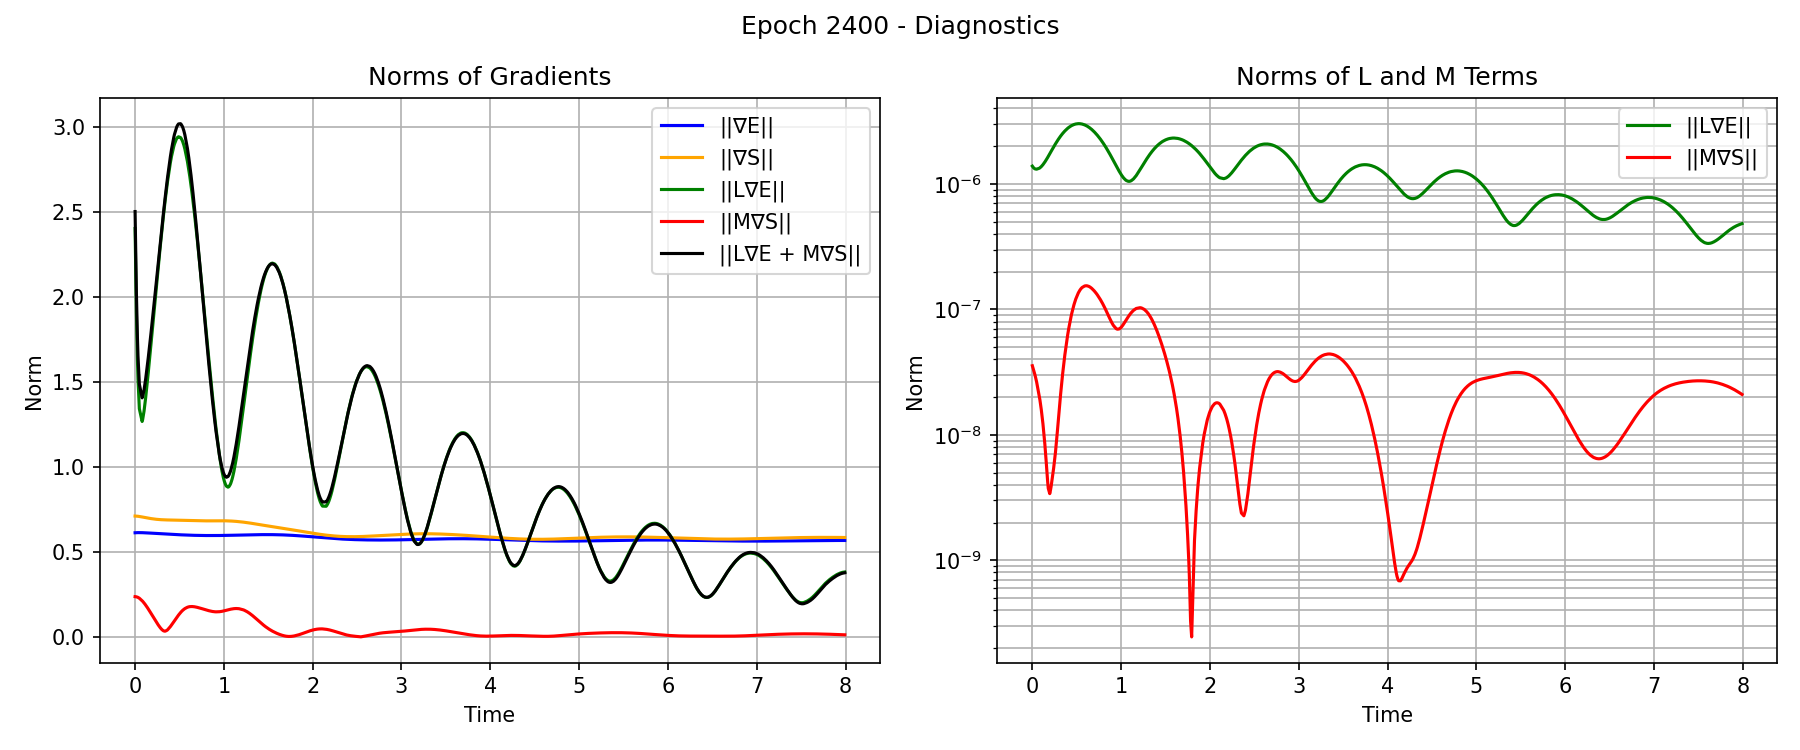 Epoch 2400 - Diagnostics
Norms of Gradients
Norm
3.0
2.5
2.0
1.5
1.0
0.5
0.0
||∇E||
||∇S||
||L∇E||
||M∇S||
||L∇E + M∇S||
0 1 2 3 4 5 6 7 8
Time
Norms of L and M Terms
Norm
10⁻⁶
10⁻⁷
10⁻⁸
10⁻⁹
||L∇E||
||M∇S||
0 1 2 3 4 5 6 7 8
Time